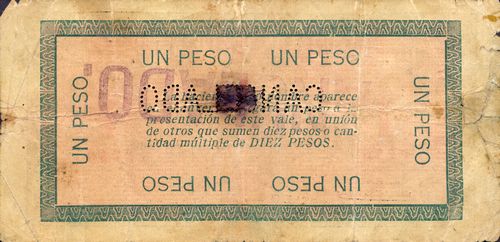 UN PESO UN PESO
UN PESO
UN PESO
aparece
presentación de este vale, en unión
de otros que sumen diez pesos o can-
tidad múltiple de DIEZ PESOS.
UN PESO UN PESO